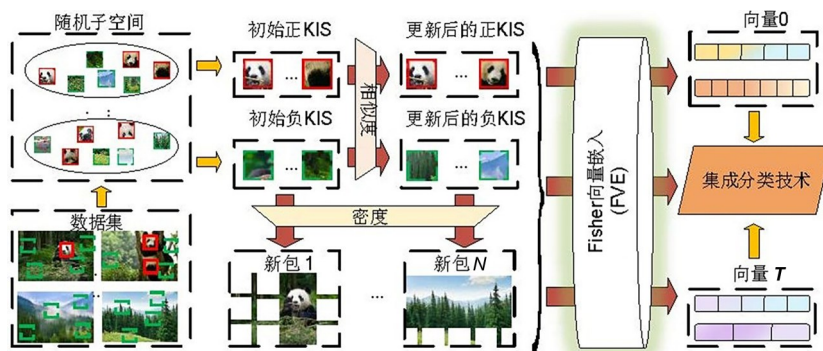 随机子空间
初始正KIS
更新后的正KIS
向量0
...
...
相似度
初始负KIS
更新后的负KIS
...
...
Fisher向量嵌入
(FVE)
集成分类技术
数据集
密度
新包1
新包N
...
向量T